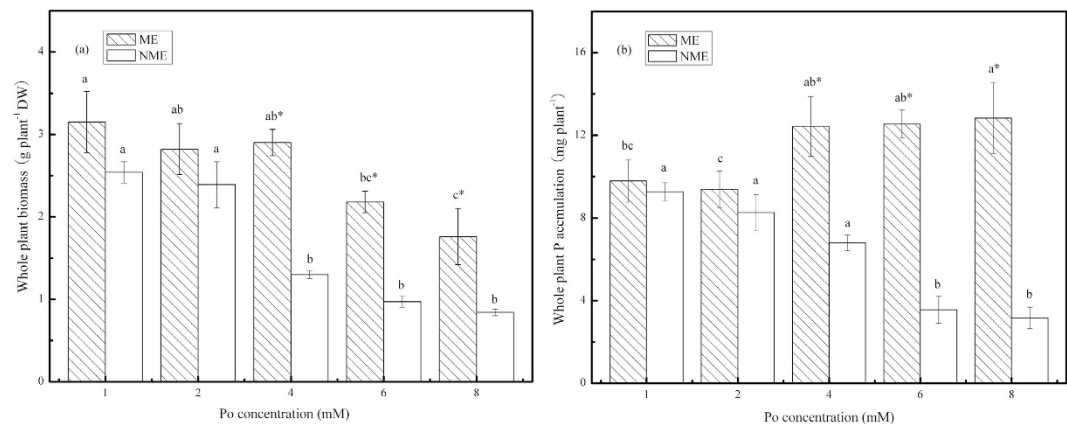 (a)
ME
NME
Whole plant biomass (g plant⁻¹ DW)
4
3
2
1
0
a
a
ab
a
ab*
b
bc*
b
c*
b
1 2 4 6 8
Po concentration (mM)
(b)
ME
NME
Whole plant P accmulation (mg plant⁻¹)
16
12
8
4
0
bc
a
c
a
ab*
a
ab*
b
a*
b
1 2 4 6 8
Po concentration (mM)